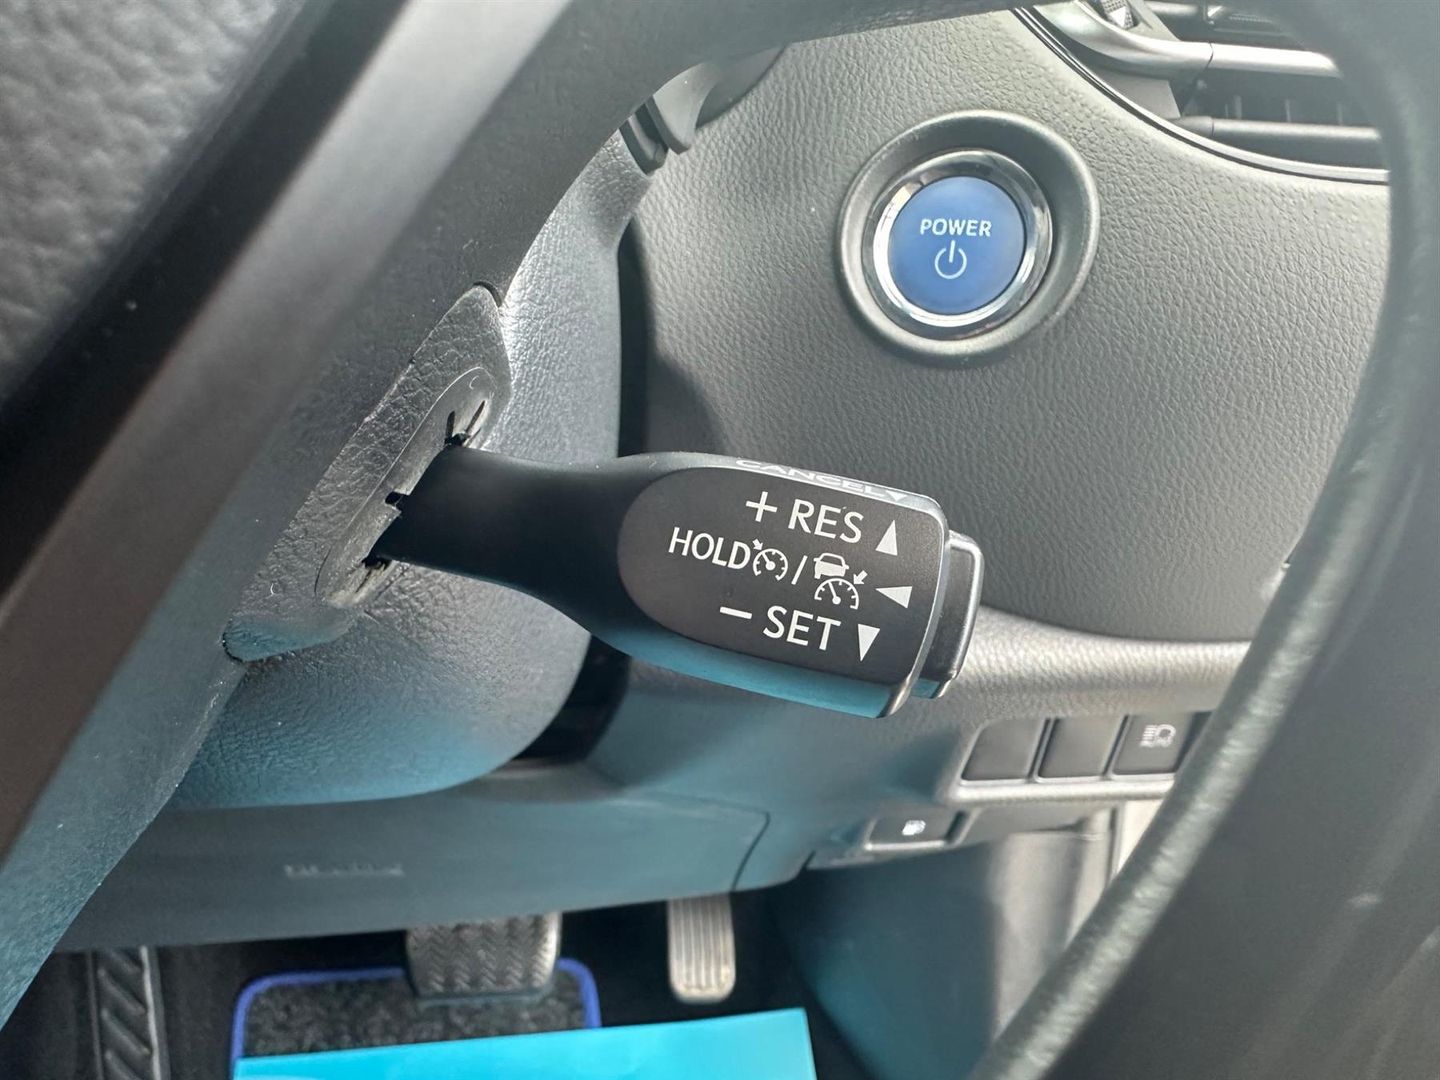 POWER
CANCEL
+ RES
HOLD /
− SET